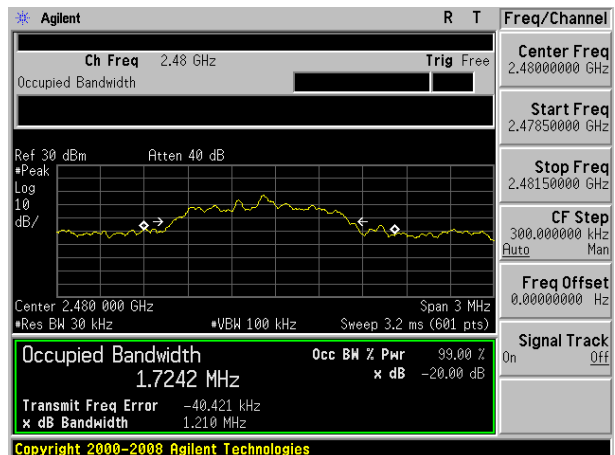 Agilent R T Freq/Channel
Ch Freq 2.48 GHz Trig Free
Occupied Bandwidth
Center Freq
2.48000000 GHz
Start Freq
2.47850000 GHz
Stop Freq
2.48150000 GHz
CF Step
300.000000 kHz
Auto Man
Freq Offset
0.00000000 Hz
Signal Track
On Off
Ref 30 dBm Atten 40 dB
#Peak
Log
10
dB/
Center 2.480 000 GHz Span 3 MHz
#Res BW 30 kHz #VBW 100 kHz Sweep 3.2 ms (601 pts)
Occupied Bandwidth Occ BW % Pwr 99.00 %
1.7242 MHz x dB -20.00 dB
Transmit Freq Error -40.421 kHz
x dB Bandwidth 1.210 MHz
Copyright 2000-2008 Agilent Technologies